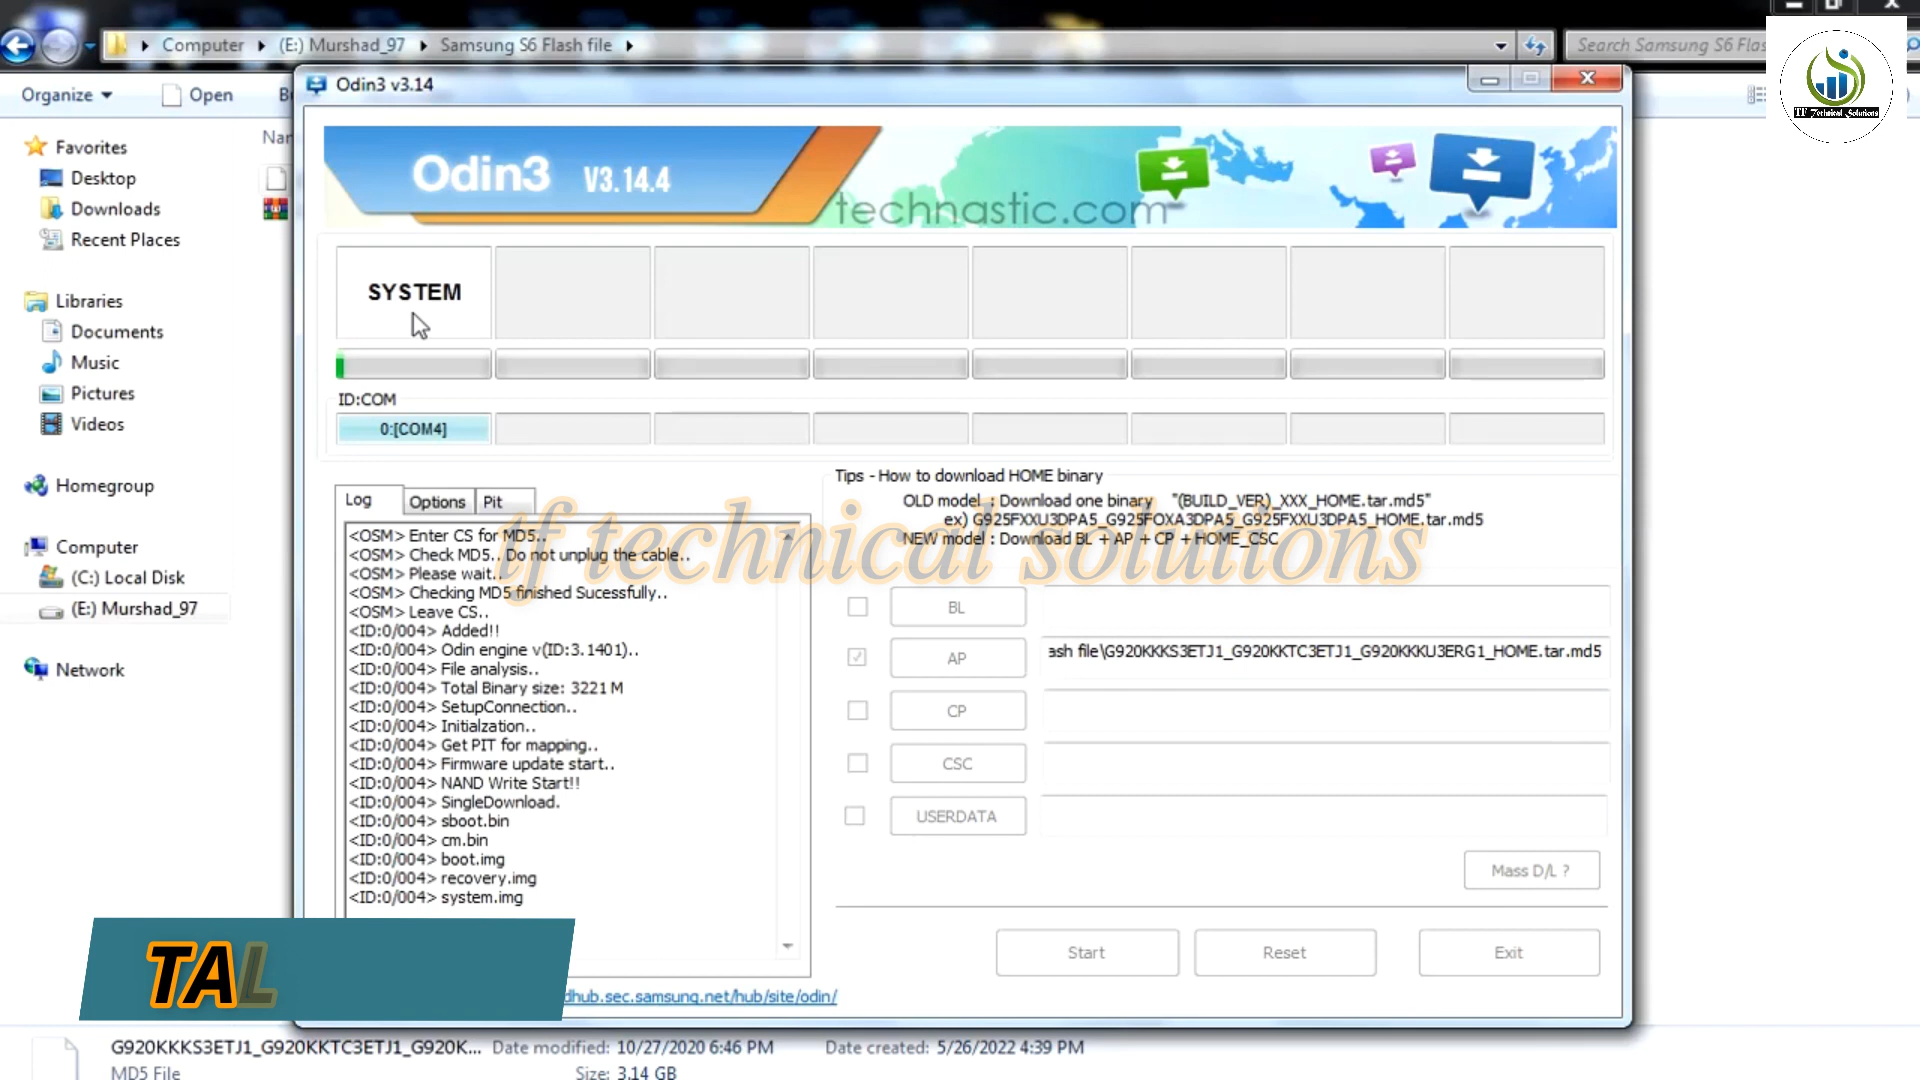 Computer (E:) Murshad_97 Samsung S6 Flash file
Search Samsung S6 Flas
Organize Open
Odin3 v3.14
Favorites
Desktop
Downloads
Recent Places
Libraries
Documents
Music
Pictures
Videos
Homegroup
Computer
(C:) Local Disk
(E:) Murshad_97
Network
Nan
TF Technical Solutions
Odin3 V3.14.4
technastic.com
SYSTEM
ID:COM
0:[COM4]
Log Options Pit
<OSM> Enter CS for MD5..
<OSM> Check MD5.. Do not unplug the cable..
<OSM> Please wait..
<OSM> Checking MD5 finished Sucessfully..
<OSM> Leave CS..
<ID:0/004> Added!!
<ID:0/004> Odin engine v(ID:3.1401)..
<ID:0/004> File analysis..
<ID:0/004> Total Binary size: 3221 M
<ID:0/004> SetupConnection..
<ID:0/004> Initialzation..
<ID:0/004> Get PIT for mapping..
<ID:0/004> Firmware update start..
<ID:0/004> NAND Write Start!!
<ID:0/004> SingleDownload.
<ID:0/004> sboot.bin
<ID:0/004> cm.bin
<ID:0/004> boot.img
<ID:0/004> recovery.img
<ID:0/004> system.img
Tips - How to download HOME binary
OLD model : Download one binary "(BUILD_VER)_XXX_HOME.tar.md5"
ex) G925FXXU3DPA5_G925FOXA3DPA5_G925FXXU3DPA5_HOME.tar.md5
NEW model : Download BL + AP + CP + HOME_CSC
tf technical solutions
BL
AP ash file\G920KKKS3ETJ1_G920KKTC3ETJ1_G920KKKU3ERG1_HOME.tar.md5
CP
CSC
USERDATA
Mass D/L ?
Start Reset Exit
TAL
dhub.sec.samsung.net/hub/site/odin/
G920KKKS3ETJ1_G920KKTC3ETJ1_G920K... Date modified: 10/27/2020 6:46 PM Date created: 5/26/2022 4:39 PM
MD5 File Size: 3.14 GB